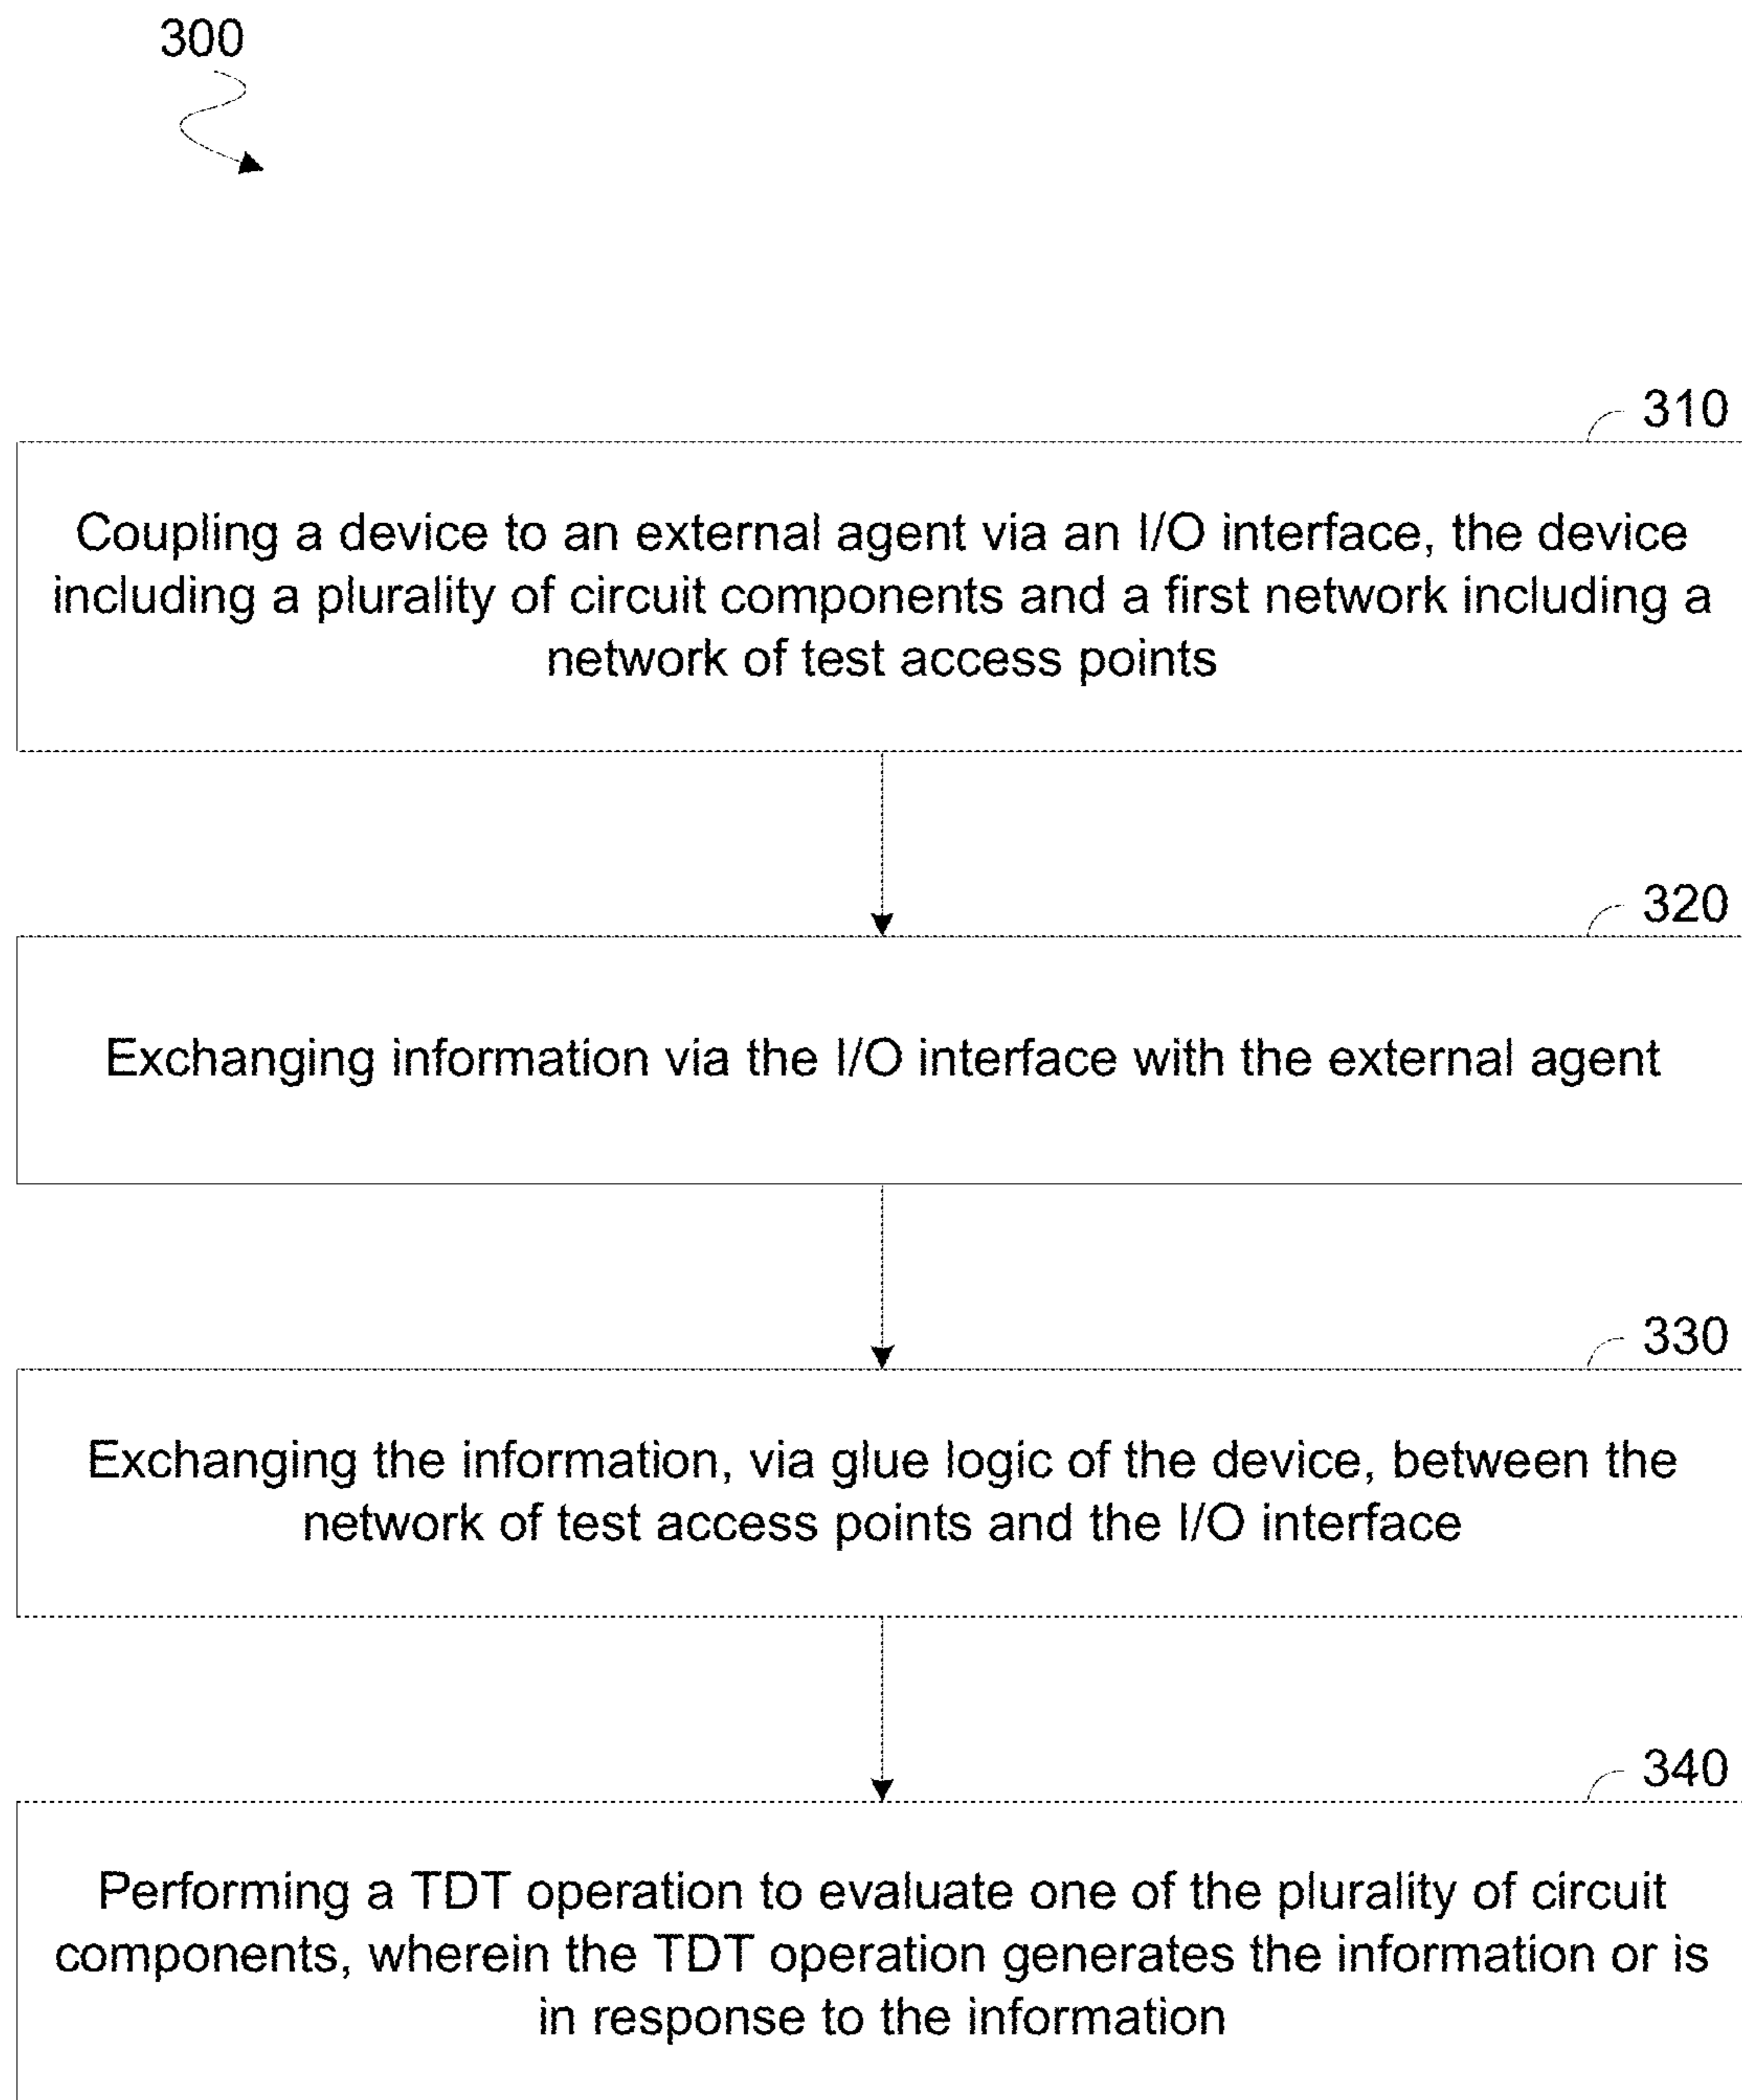 300
310
Coupling a device to an external agent via an I/O interface, the device
including a plurality of circuit components and a first network including a
network of test access points
320
Exchanging information via the I/O interface with the external agent
330
Exchanging the information, via glue logic of the device, between the
network of test access points and the I/O interface
340
Performing a TDT operation to evaluate one of the plurality of circuit
components, wherein the TDT operation generates the information or is
in response to the information